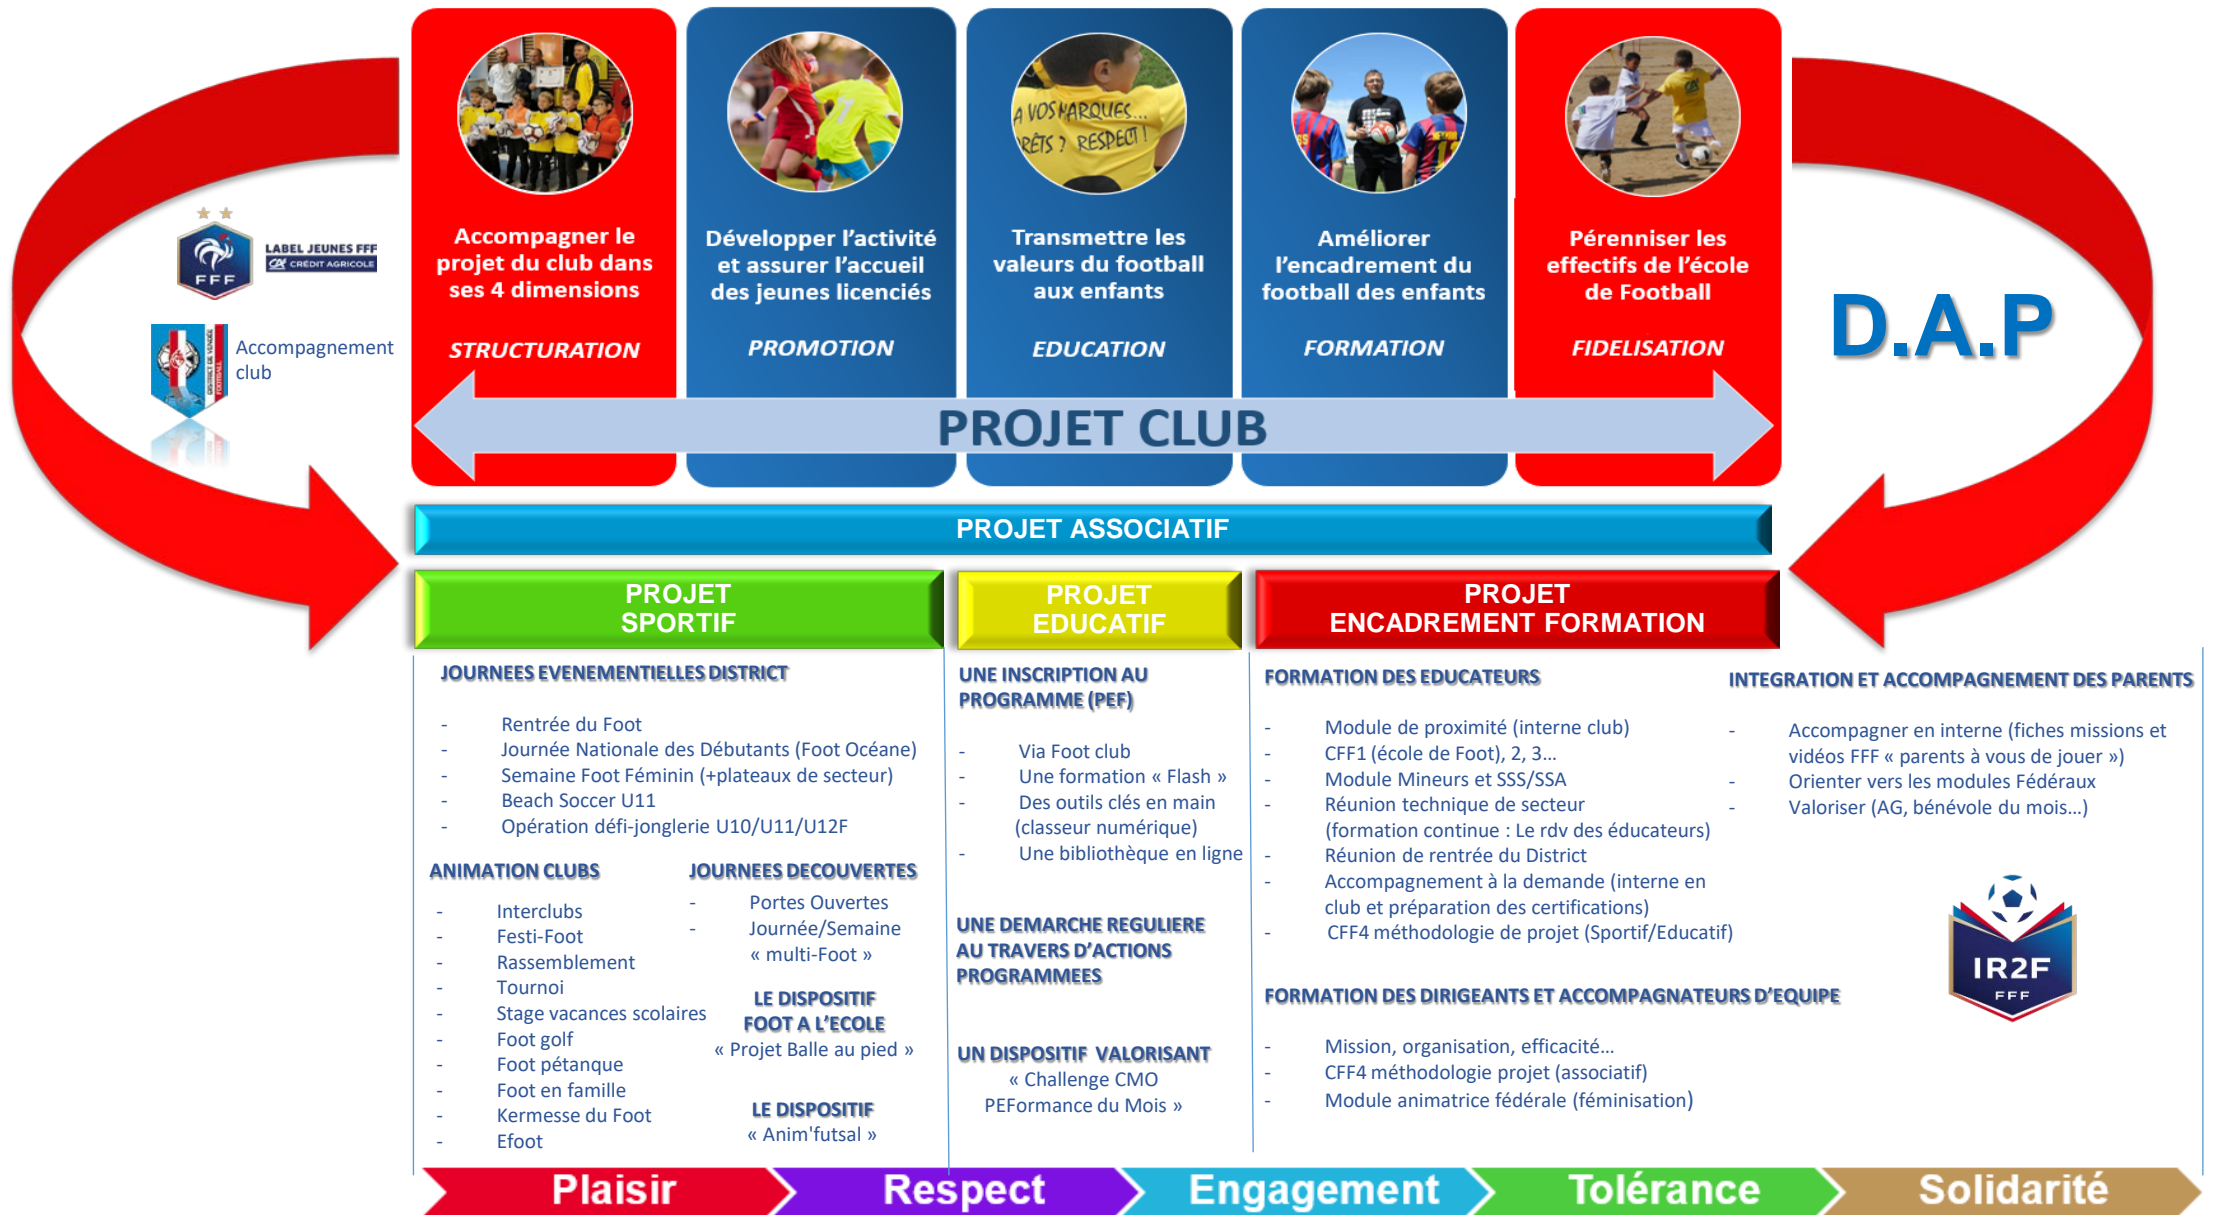 Accompagner le
projet du club dans
ses 4 dimensions
STRUCTURATION
Développer l'activité
et assurer l'accueil
des jeunes licenciés
PROMOTION
A VOS MARQUES...
PRÊTS ? RESPECT !
Transmettre les
valeurs du football
aux enfants
EDUCATION
Améliorer
l'encadrement du
football des enfants
FORMATION
Pérenniser les
effectifs de l'école
de Football
FIDELISATION
FFF
LABEL JEUNES FFF
CA CRÉDIT AGRICOLE
DISTRICT DE VENDÉE
FOOTBALL
Accompagnement
club
D.A.P
PROJET CLUB
PROJET ASSOCIATIF
PROJET
SPORTIF
PROJET
EDUCATIF
PROJET
ENCADREMENT FORMATION
JOURNEES EVENEMENTIELLES DISTRICT
- Rentrée du Foot
- Journée Nationale des Débutants (Foot Océane)
- Semaine Foot Féminin (+plateaux de secteur)
- Beach Soccer U11
- Opération défi-jonglerie U10/U11/U12F
ANIMATION CLUBS
- Interclubs
- Festi-Foot
- Rassemblement
- Tournoi
- Stage vacances scolaires
- Foot golf
- Foot pétanque
- Foot en famille
- Kermesse du Foot
- Efoot
JOURNEES DECOUVERTES
- Portes Ouvertes
- Journée/Semaine
« multi-Foot »
LE DISPOSITIF
FOOT A L'ECOLE
« Projet Balle au pied »
LE DISPOSITIF
« Anim'futsal »
UNE INSCRIPTION AU
PROGRAMME (PEF)
- Via Foot club
- Une formation « Flash »
- Des outils clés en main
(classeur numérique)
- Une bibliothèque en ligne
UNE DEMARCHE REGULIERE
AU TRAVERS D'ACTIONS
PROGRAMMEES
UN DISPOSITIF VALORISANT
« Challenge CMO
PEFormance du Mois »
FORMATION DES EDUCATEURS
- Module de proximité (interne club)
- CFF1 (école de Foot), 2, 3…
- Module Mineurs et SSS/SSA
- Réunion technique de secteur
(formation continue : Le rdv des éducateurs)
- Réunion de rentrée du District
- Accompagnement à la demande (interne en
club et préparation des certifications)
- CFF4 méthodologie de projet (Sportif/Educatif)
FORMATION DES DIRIGEANTS ET ACCOMPAGNATEURS D'EQUIPE
- Mission, organisation, efficacité…
- CFF4 méthodologie projet (associatif)
- Module animatrice fédérale (féminisation)
INTEGRATION ET ACCOMPAGNEMENT DES PARENTS
- Accompagner en interne (fiches missions et
vidéos FFF « parents à vous de jouer »)
- Orienter vers les modules Fédéraux
- Valoriser (AG, bénévole du mois…)
IR2F
FFF
Plaisir
Respect
Engagement
Tolérance
Solidarité